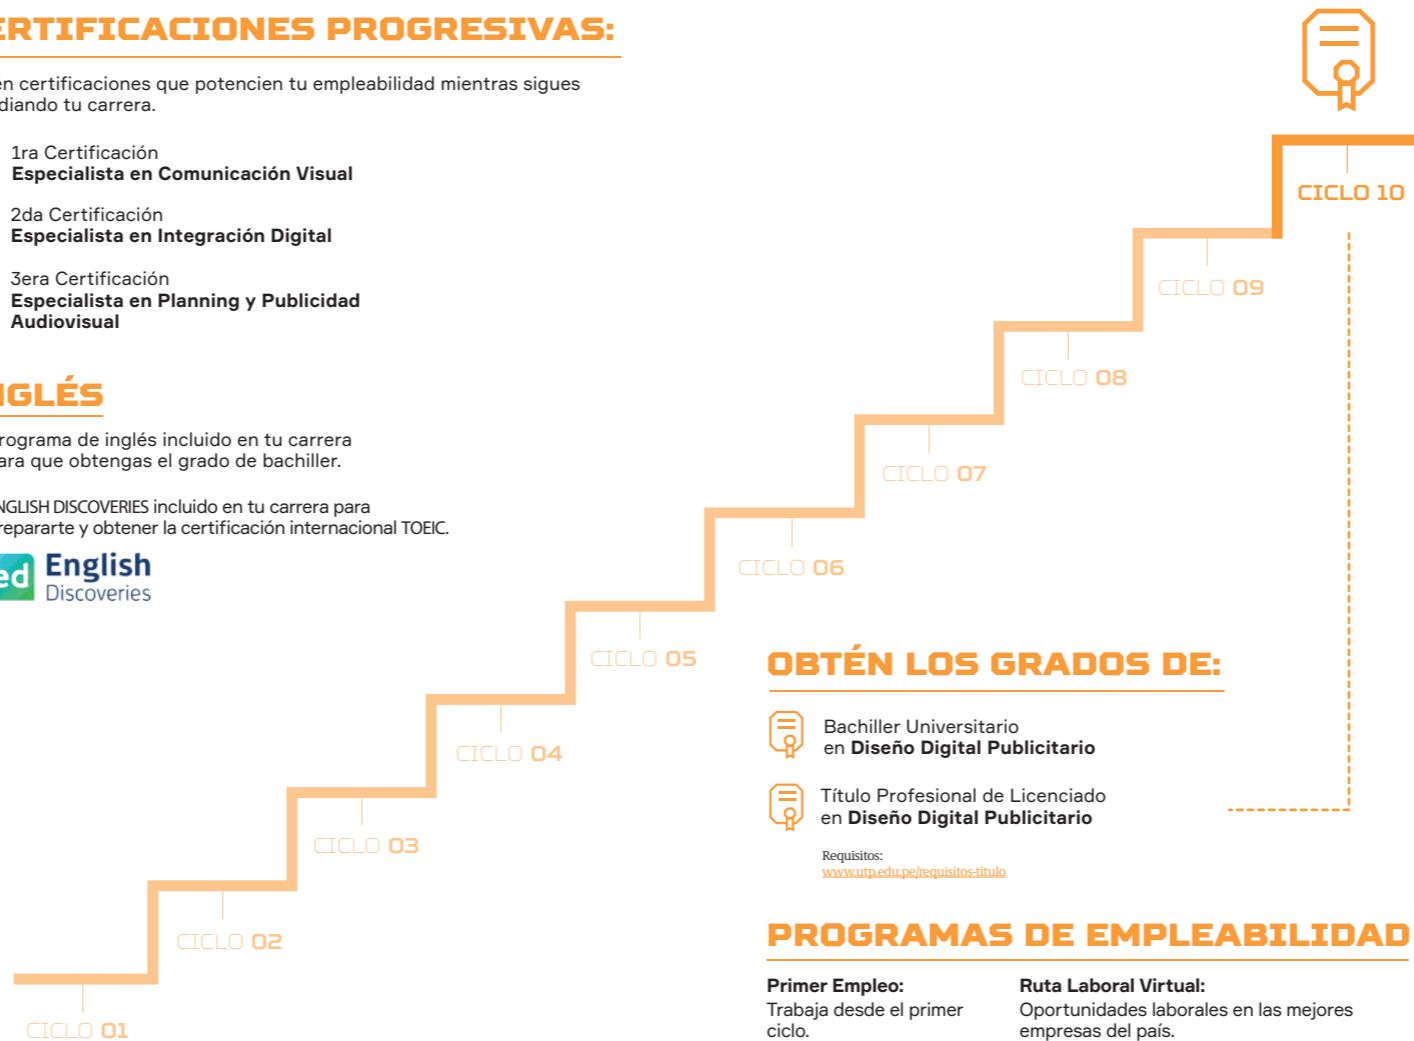 ERTIFICACIONES PROGRESIVAS:
én certificaciones que potencien tu empleabilidad mientras sigues
diando tu carrera.
1ra Certificación
Especialista en Comunicación Visual
2da Certificación
Especialista en Integración Digital
3era Certificación
Especialista en Planning y Publicidad
Audiovisual
NGLÉS
rograma de inglés incluido en tu carrera
ara que obtengas el grado de bachiller.
NGLISH DISCOVERIES incluido en tu carrera para
repararte y obtener la certificación internacional TOEIC.
ed English
Discoveries
CICLO 10
CICLO 09
CICLO 08
CICLO 07
CICLO 06
CICLO 05
CICLO 04
CICLO 03
CICLO 02
CICLO 01
OBTÉN LOS GRADOS DE:
Bachiller Universitario
en Diseño Digital Publicitario
Título Profesional de Licenciado
en Diseño Digital Publicitario
Requisitos:
www.utp.edu.pe/requisitos-titulo
PROGRAMAS DE EMPLEABILIDAD
Primer Empleo:
Trabaja desde el primer
ciclo.
Ruta Laboral Virtual:
Oportunidades laborales en las mejores
empresas del país.